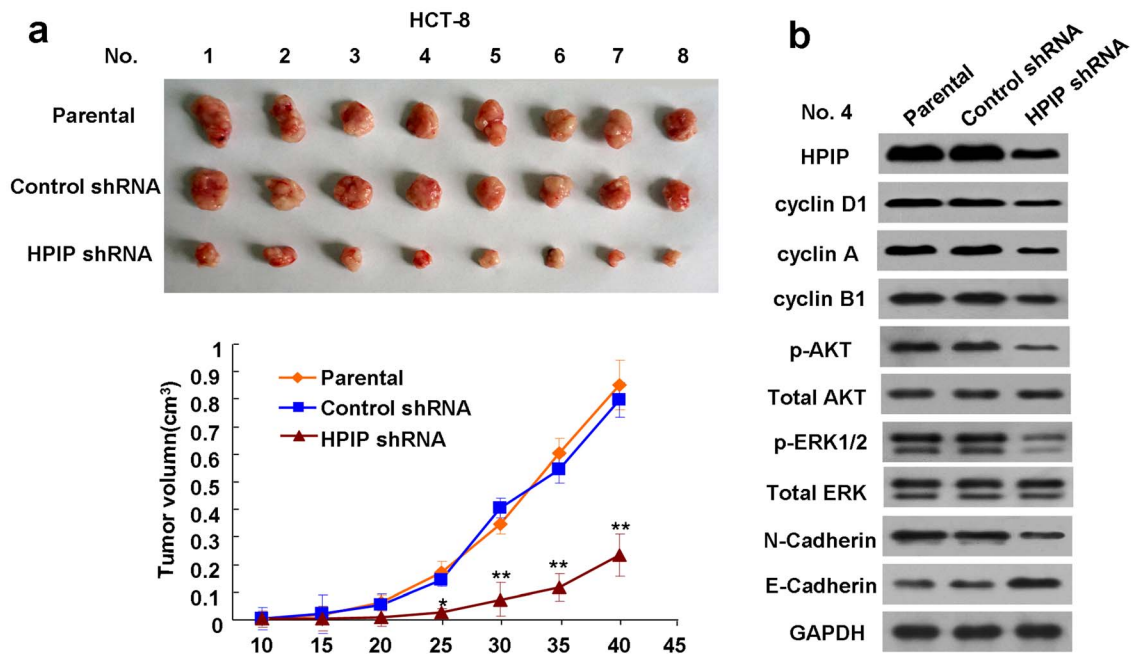 a
HCT-8
No. 1 2 3 4 5 6 7 8
Parental
Control shRNA
HPIP shRNA
Tumor volumn(cm³)
1
0.9
0.8
0.7
0.6
0.5
0.4
0.3
0.2
0.1
0
Parental
Control shRNA
HPIP shRNA
* ** ** **
10 15 20 25 30 35 40 45
b
No. 4 Parental Control shRNA HPIP shRNA
HPIP
cyclin D1
cyclin A
cyclin B1
p-AKT
Total AKT
p-ERK1/2
Total ERK
N-Cadherin
E-Cadherin
GAPDH